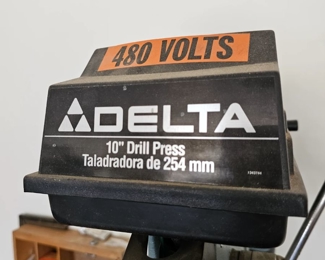 480 VOLTS
DELTA
10" Drill Press
Taladradora de 254 mm